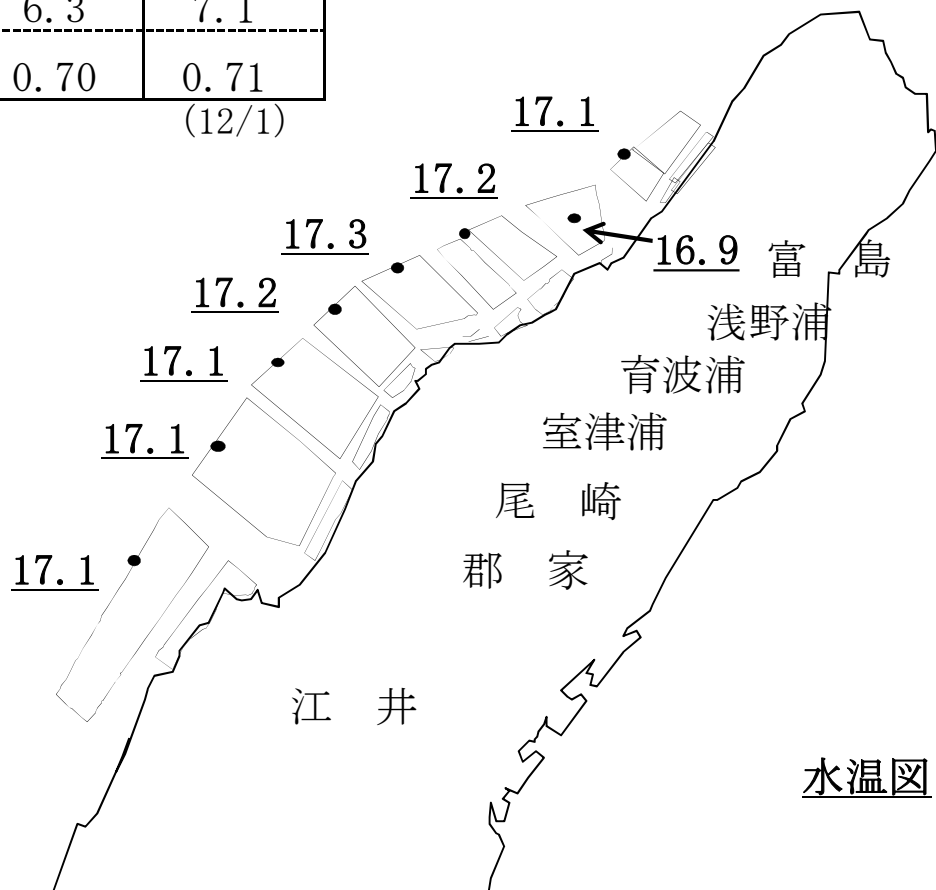 6.3 7.1
0.70 0.71
(12/1)
17.1
17.2
17.3
16.9 富 島
17.2
浅野浦
17.1
育波浦
17.1
室津浦
尾 崎
17.1
郡 家
江 井
水温図